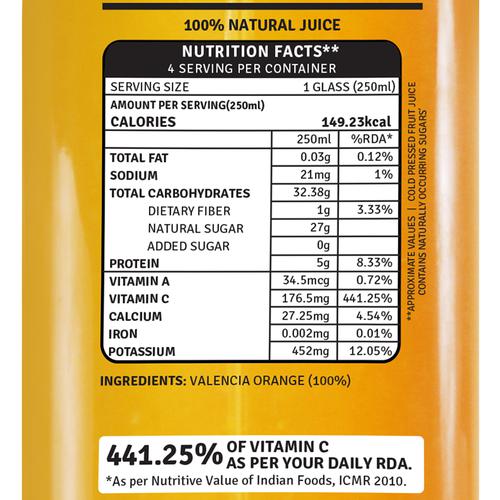 100% NATURAL JUICE
NUTRITION FACTS**
4 SERVING PER CONTAINER
SERVING SIZE 1 GLASS (250ml)
AMOUNT PER SERVING(250ml)
CALORIES 149.23kcal
250ml %RDA*
TOTAL FAT 0.03g 0.12%
SODIUM 21mg 1%
TOTAL CARBOHYDRATES 32.38g
DIETARY FIBER 1g 3.33%
NATURAL SUGAR 27g
ADDED SUGAR 0g
PROTEIN 5g 8.33%
VITAMIN A 34.5mcg 0.72%
VITAMIN C 176.5mg 441.25%
CALCIUM 27.25mg 4.54%
IRON 0.002mg 0.01%
POTASSIUM 452mg 12.05%
**APPROXIMATE VALUES | COLD PRESSED FRUIT JUICE
CONTAINS NATURALLY OCCURRING SUGARS'
INGREDIENTS: VALENCIA ORANGE (100%)
441.25% OF VITAMIN C
AS PER YOUR DAILY RDA.
*As per Nutritive Value of Indian Foods, ICMR 2010.